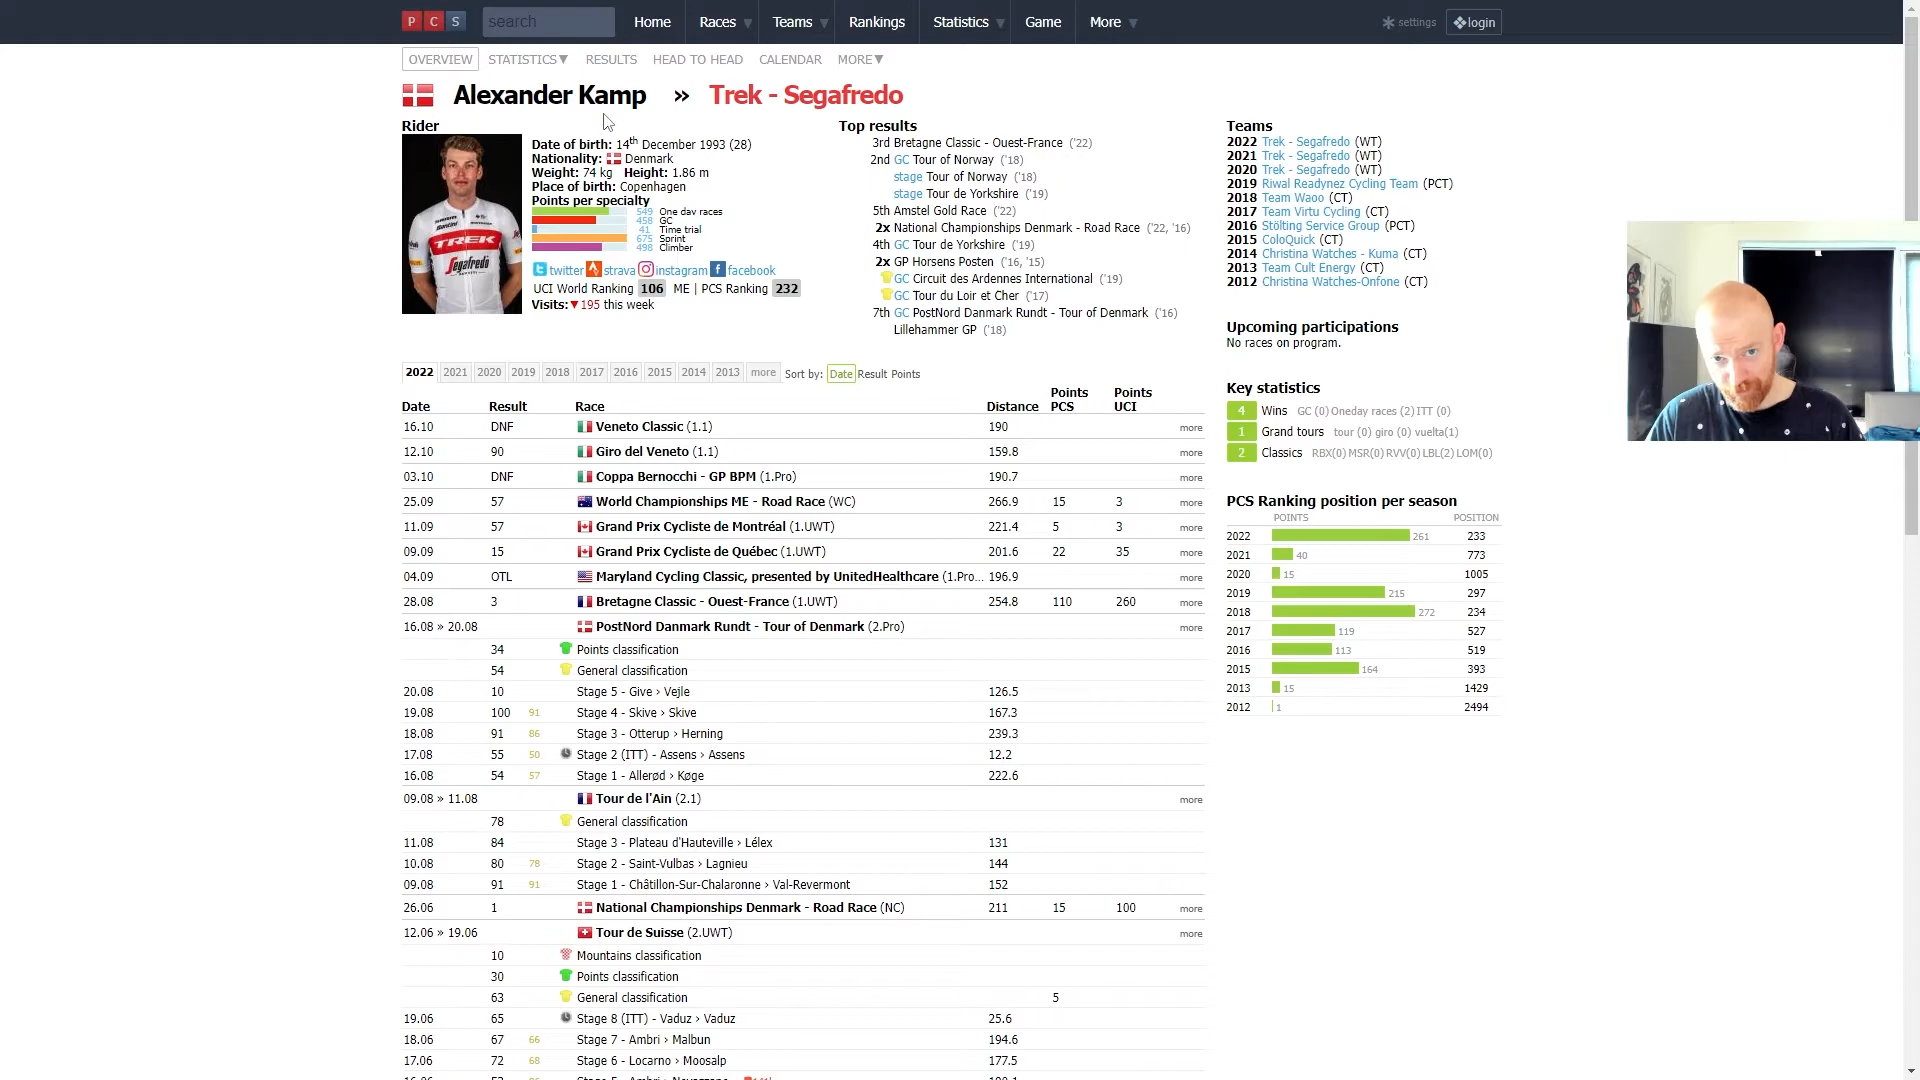 P C S search Home Races Teams Rankings Statistics Game More settings login
OVERVIEW STATISTICS RESULTS HEAD TO HEAD CALENDAR MORE
Alexander Kamp » Trek - Segafredo
Rider
Date of birth: 14th December 1993 (28)
Nationality: Denmark
Weight: 74 kg Height: 1.86 m
Place of birth: Copenhagen
Points per specialty
549 One day races
458 GC
41 Time trial
675 Sprint
498 Climber
twitter strava instagram facebook
UCI World Ranking 106 ME | PCS Ranking 232
Visits: ▼195 this week
TREK
Segafredo
Top results
3rd Bretagne Classic - Ouest-France ('22)
2nd GC Tour of Norway ('18)
stage Tour of Norway ('18)
stage Tour de Yorkshire ('19)
5th Amstel Gold Race ('22)
2x National Championships Denmark - Road Race ('22, '16)
4th GC Tour de Yorkshire ('19)
2x GP Horsens Posten ('16, '15)
GC Circuit des Ardennes International ('19)
GC Tour du Loir et Cher ('17)
7th GC PostNord Danmark Rundt - Tour of Denmark ('16)
Lillehammer GP ('18)
Teams
2022 Trek - Segafredo (WT)
2021 Trek - Segafredo (WT)
2020 Trek - Segafredo (WT)
2019 Riwal Readynez Cycling Team (PCT)
2018 Team Waoo (CT)
2017 Team Virtu Cycling (CT)
2016 Stölting Service Group (PCT)
2015 ColoQuick (CT)
2014 Christina Watches - Kuma (CT)
2013 Team Cult Energy (CT)
2012 Christina Watches-Onfone (CT)
Upcoming participations
No races on program.
Key statistics
4 Wins GC (0) Oneday races (2) ITT (0)
1 Grand tours tour (0) giro (0) vuelta(1)
2 Classics RBX(0) MSR(0) RVV(0) LBL(2) LOM(0)
PCS Ranking position per season
POINTS POSITION
2022 261 233
2021 40 773
2020 15 1005
2019 215 297
2018 272 234
2017 119 527
2016 113 519
2015 164 393
2013 15 1429
2012 1 2494
2022 2021 2020 2019 2018 2017 2016 2015 2014 2013 more Sort by: Date Result Points
Date Result Race Distance Points PCS Points UCI
16.10 DNF Veneto Classic (1.1) 190 more
12.10 90 Giro del Veneto (1.1) 159.8 more
03.10 DNF Coppa Bernocchi - GP BPM (1.Pro) 190.7 more
25.09 57 World Championships ME - Road Race (WC) 266.9 15 3 more
11.09 57 Grand Prix Cycliste de Montréal (1.UWT) 221.4 5 3 more
09.09 15 Grand Prix Cycliste de Québec (1.UWT) 201.6 22 35 more
04.09 OTL Maryland Cycling Classic, presented by UnitedHealthcare (1.Pro... 196.9 more
28.08 3 Bretagne Classic - Ouest-France (1.UWT) 254.8 110 260 more
16.08 » 20.08 PostNord Danmark Rundt - Tour of Denmark (2.Pro) more
34 Points classification
54 General classification
20.08 10 Stage 5 - Give › Vejle 126.5
19.08 100 91 Stage 4 - Skive › Skive 167.3
18.08 91 86 Stage 3 - Otterup › Herning 239.3
17.08 55 50 Stage 2 (ITT) - Assens › Assens 12.2
16.08 54 57 Stage 1 - Allerød › Køge 222.6
09.08 » 11.08 Tour de l'Ain (2.1) more
78 General classification
11.08 84 Stage 3 - Plateau d'Hauteville › Lélex 131
10.08 80 78 Stage 2 - Saint-Vulbas › Lagnieu 144
09.08 91 91 Stage 1 - Châtillon-Sur-Chalaronne › Val-Revermont 152
26.06 1 National Championships Denmark - Road Race (NC) 211 15 100 more
12.06 » 19.06 Tour de Suisse (2.UWT) more
10 Mountains classification
30 Points classification
63 General classification 5
19.06 65 Stage 8 (ITT) - Vaduz › Vaduz 25.6
18.06 67 66 Stage 7 - Ambri › Malbun 194.6
17.06 72 68 Stage 6 - Locarno › Moosalp 177.5